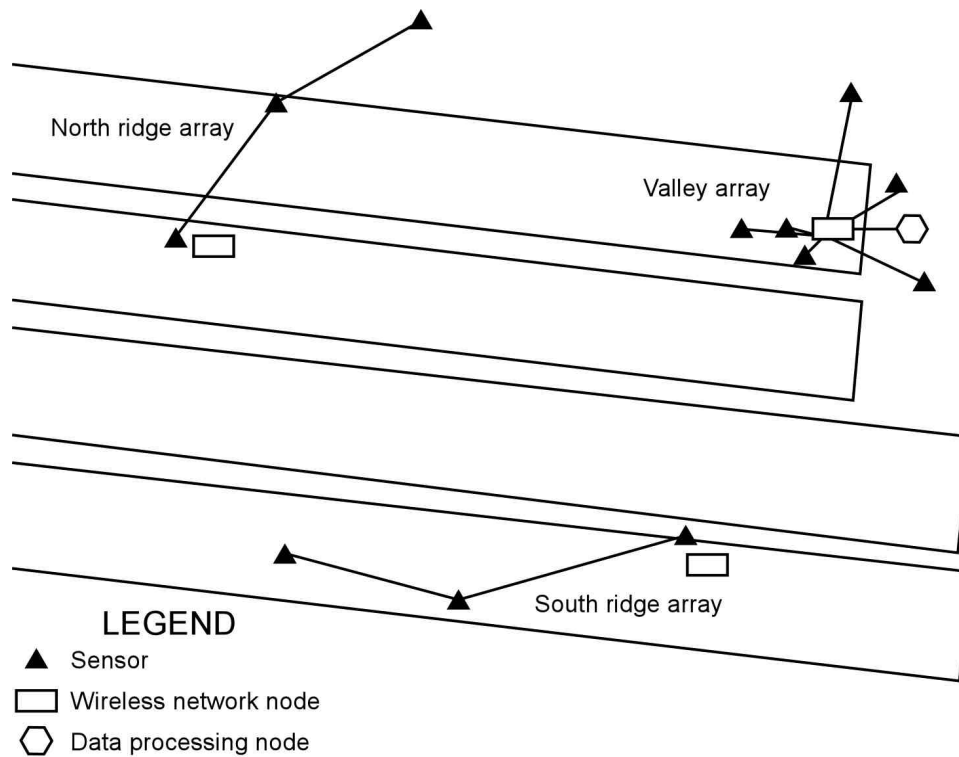 North ridge array
Valley array
South ridge array
LEGEND
Sensor
Wireless network node
Data processing node